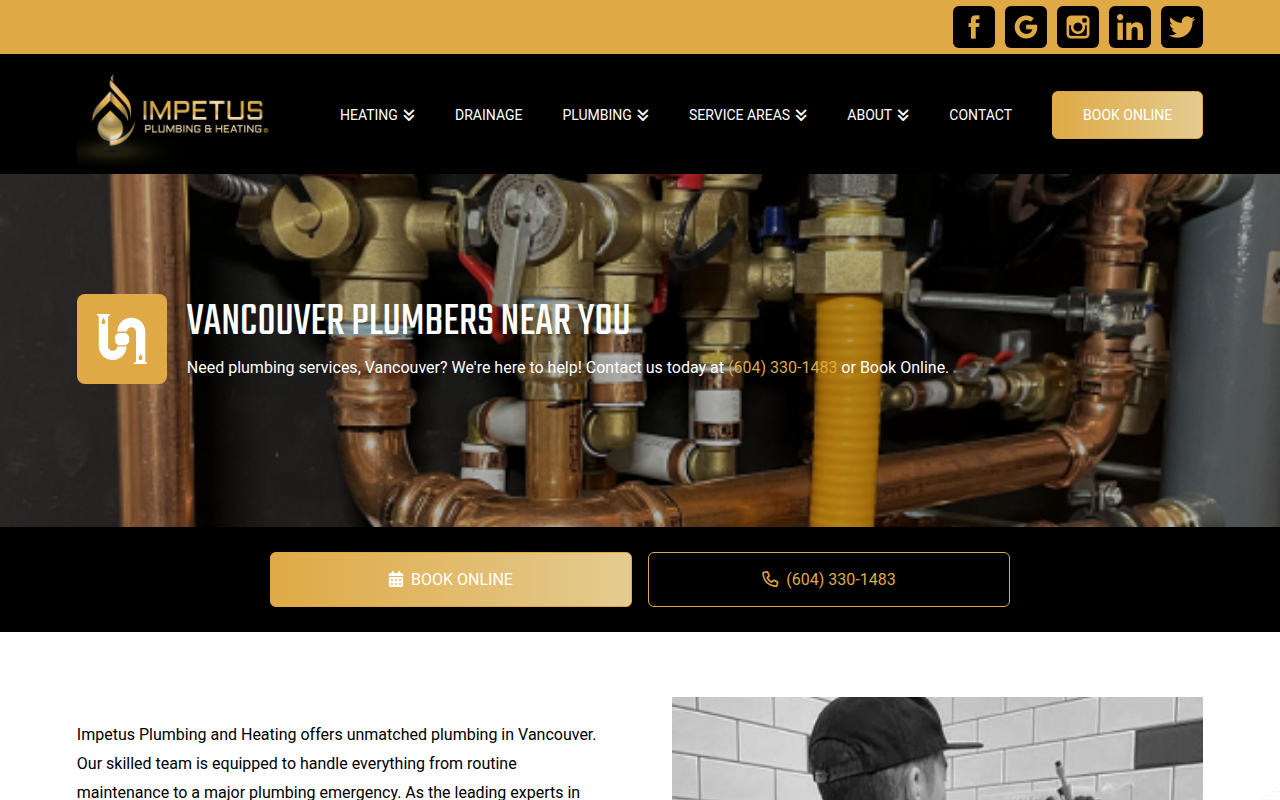 IMPETUS
PLUMBING & HEATING
HEATING
DRAINAGE
PLUMBING
SERVICE AREAS
ABOUT
CONTACT
BOOK ONLINE
VANCOUVER PLUMBERS NEAR YOU
Need plumbing services, Vancouver? We're here to help! Contact us today at (604) 330-1483 or Book Online.
BOOK ONLINE
(604) 330-1483
Impetus Plumbing and Heating offers unmatched plumbing in Vancouver.
Our skilled team is equipped to handle everything from routine
maintenance to a major plumbing emergency. As the leading experts in